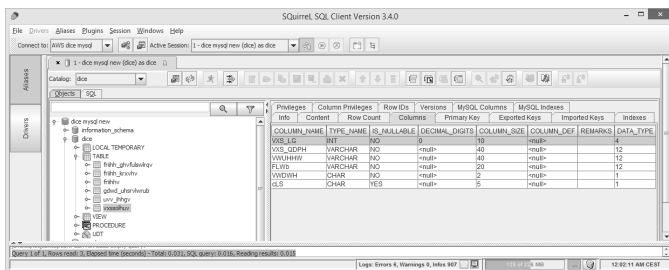 SQuirreL SQL Client Version 3.4.0
File Drivers Aliases Plugins Session Windows Help
Connect to: AWS dice mysql Active Session: 1 - dice mysql new (dice) as dice
1 - dice mysql new (dice) as dice
Aliases
Drivers
Catalog: dice
Objects SQL
dice mysql new
information_schema
dice
LOCAL TEMPORARY
TABLE
gdwd_uhsrvlwrub
uvv_ihhgv
VIEW
PROCEDURE
UDT
Privileges Column Privileges Row IDs Versions MySQL Columns MySQL Indexes
Info Content Row Count Columns Primary Key Exported Keys Imported Keys Indexes
COLUMN_NAME TYPE_NAME IS_NULLABLE DECIMAL_DIGITS COLUMN_SIZE COLUMN_DEF REMARKS DATA_TYPE
VXS_LG INT NO 0 10 <null> 4
VXS_QDPH VARCHAR NO <null> 40 <null> 12
VWUHHW VARCHAR NO <null> 40 <null> 12
FLWb VARCHAR NO <null> 20 <null> 12
VWDWH CHAR NO <null> 2 <null> 1
cLS CHAR YES <null> 5 <null> 1
Query 1 of 1, Rows read: 3, Elapsed time (seconds) - Total: 0.031, SQL query: 0.016, Reading results: 0.015
Logs: Errors 6, Warnings 0, Infos 907
12:02:11 AM CEST